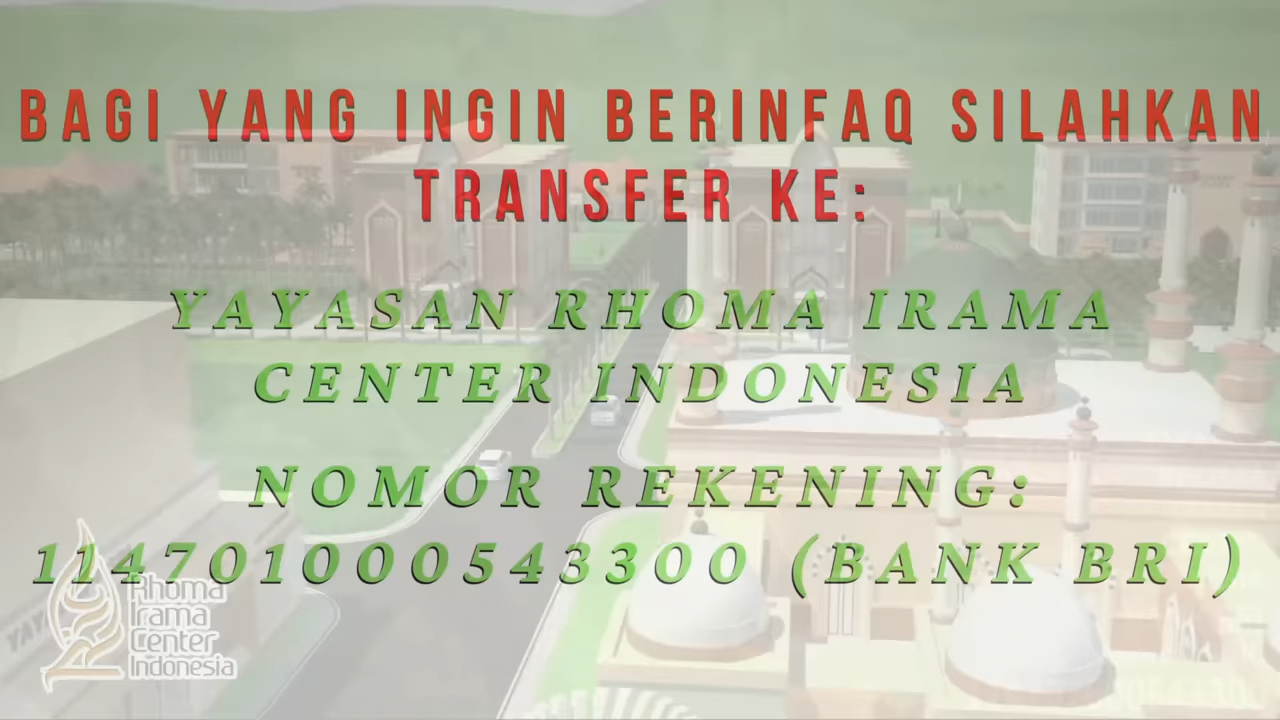 BAGI YANG INGIN BERINFAQ SILAHKAN
TRANSFER KE:
YAYASAN RHOMA IRAMA
CENTER INDONESIA
NOMOR REKENING:
114701000543300 (BANK BRI)
Rhoma
Irama
Center
Indonesia